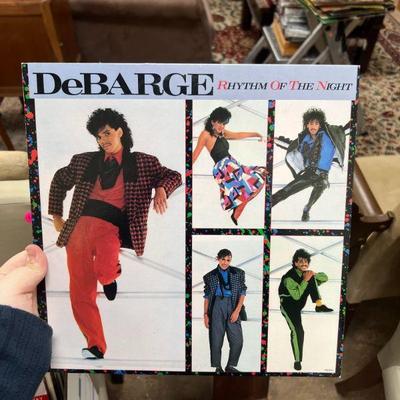 DeBARGE RHYTHM OF THE NIGHT